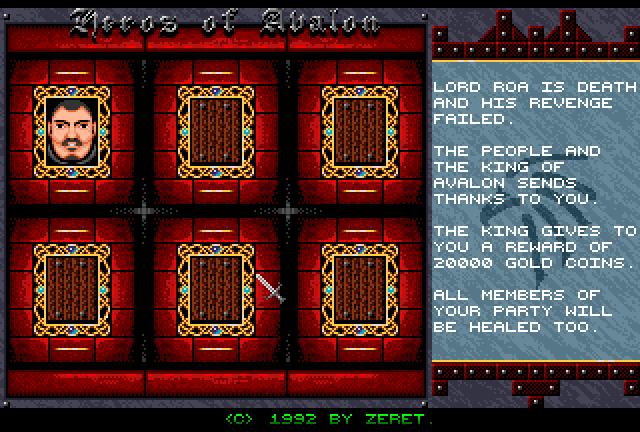 Heros of Avalon
LORD ROA IS DEATH
AND HIS REVENGE
FAILED.
THE PEOPLE AND
THE KING OF
AVALON SENDS
THANKS TO YOU.
THE KING GIVES TO
YOU A REWARD OF
20000 GOLD COINS.
ALL MEMBERS OF
YOUR PARTY WILL
BE HEALED TOO.
<C> 1992 BY ZERET.